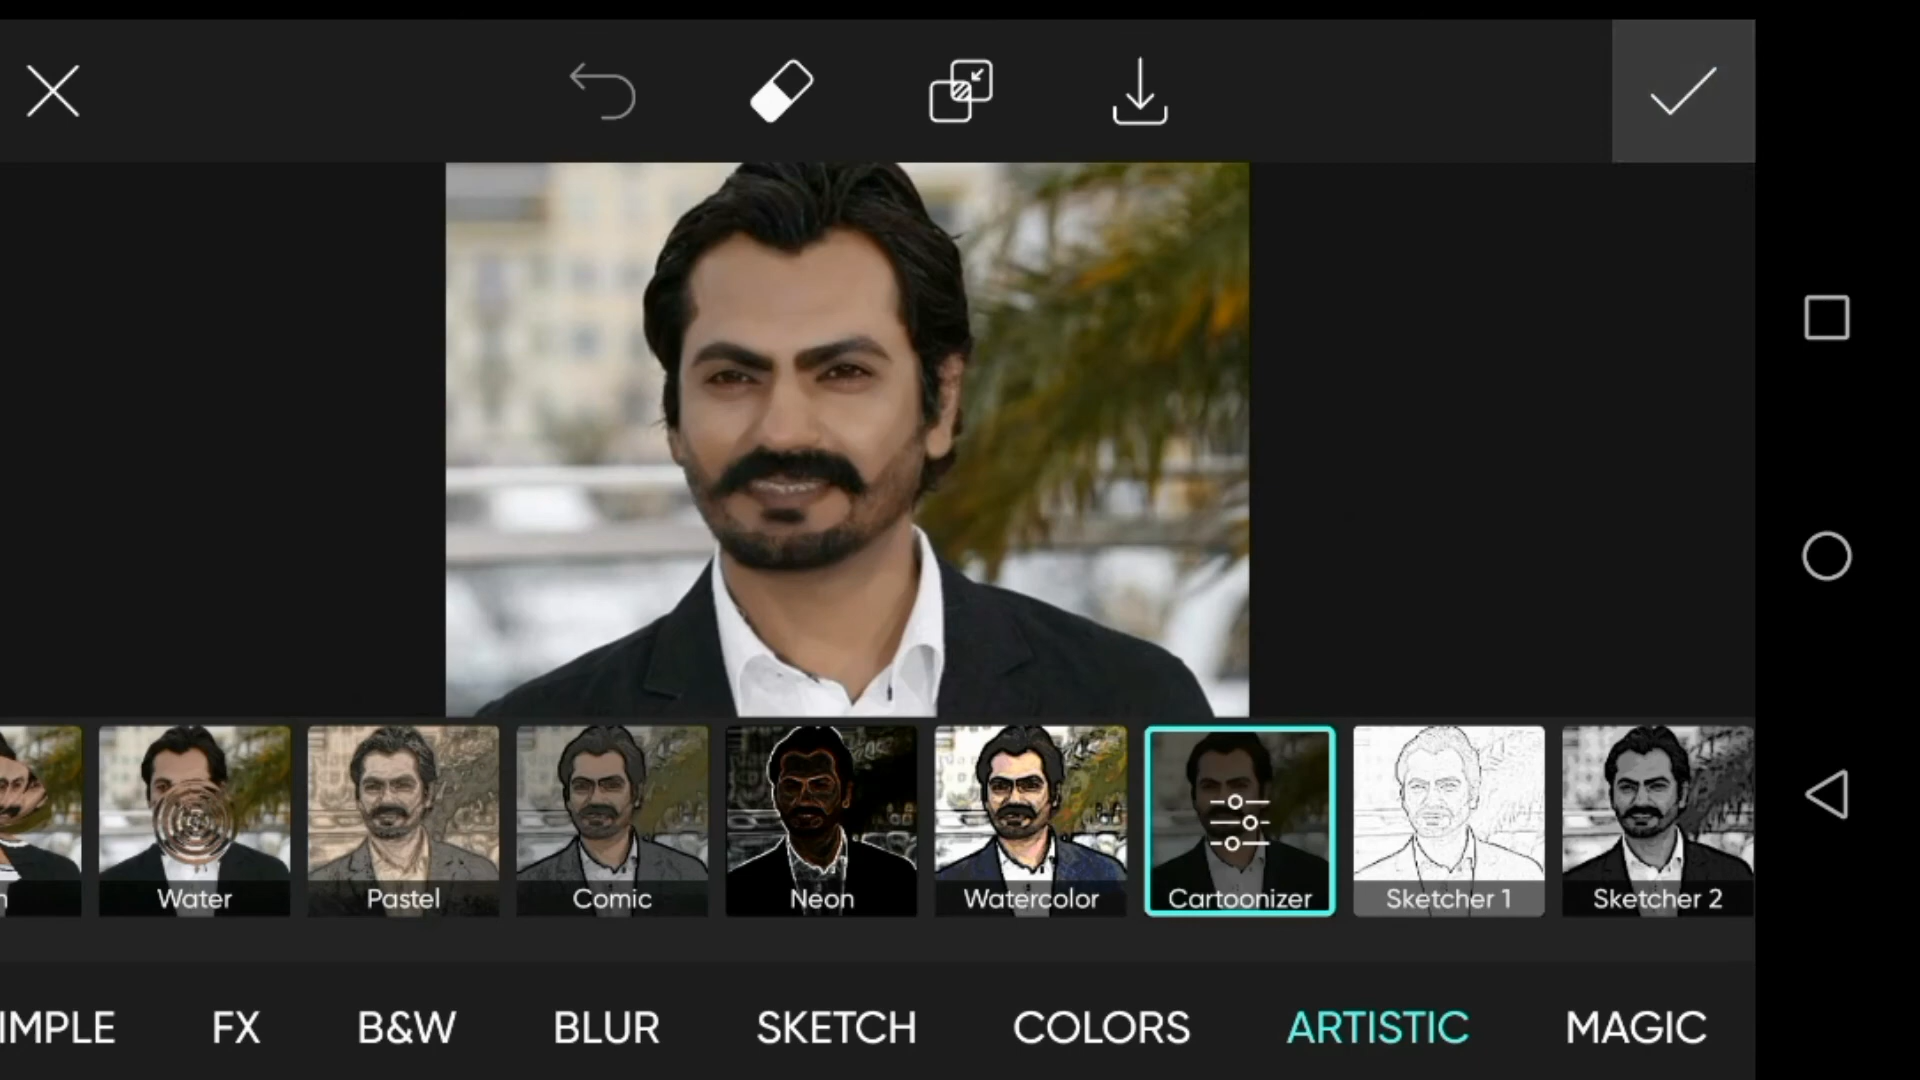 Water
Pastel
Comic
Neon
Watercolor
Cartoonizer
Sketcher 1
Sketcher 2
IMPLE
FX
B&W
BLUR
SKETCH
COLORS
ARTISTIC
MAGIC